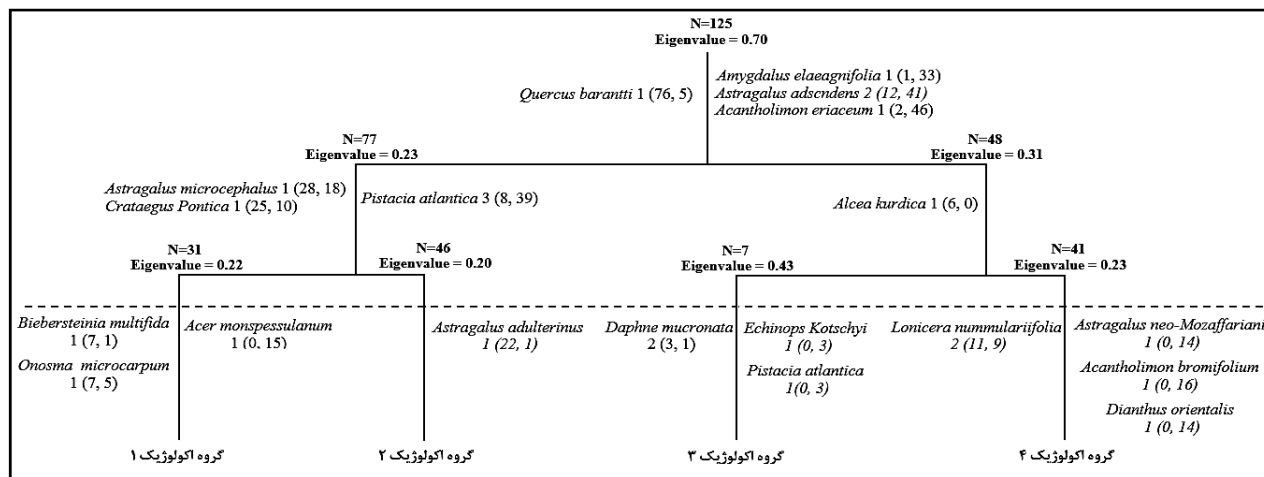 N=125
Eigenvalue = 0.70
Quercus barantti 1 (76, 5)
Amygdalus elaeagnifolia 1 (1, 33)
Astragalus adscndens 2 (12, 41)
Acantholimon eriaceum 1 (2, 46)
N=77
Eigenvalue = 0.23
N=48
Eigenvalue = 0.31
Astragalus microcephalus 1 (28, 18)
Crataegus Pontica 1 (25, 10)
Pistacia atlantica 3 (8, 39)
Alcea kurdica 1 (6, 0)
N=31
Eigenvalue = 0.22
N=46
Eigenvalue = 0.20
N=7
Eigenvalue = 0.43
N=41
Eigenvalue = 0.23
Biebersteinia multifida
1 (7, 1)
Onosma microcarpum
1 (7, 5)
Acer monspessulanum
1 (0, 15)
Astragalus adulterinus
1 (22, 1)
Daphne mucronata
2 (3, 1)
Echinops Kotschyi
1 (0, 3)
Pistacia atlantica
1(0, 3)
Lonicera nummulariifolia
2 (11, 9)
Astragalus neo-Mozaffariani
1 (0, 14)
Acantholimon bromifolium
1 (0, 16)
Dianthus orientalis
1 (0, 14)
گروه اکولوژیک ۱
گروه اکولوژیک ۲
گروه اکولوژیک ۳
گروه اکولوژیک ۴